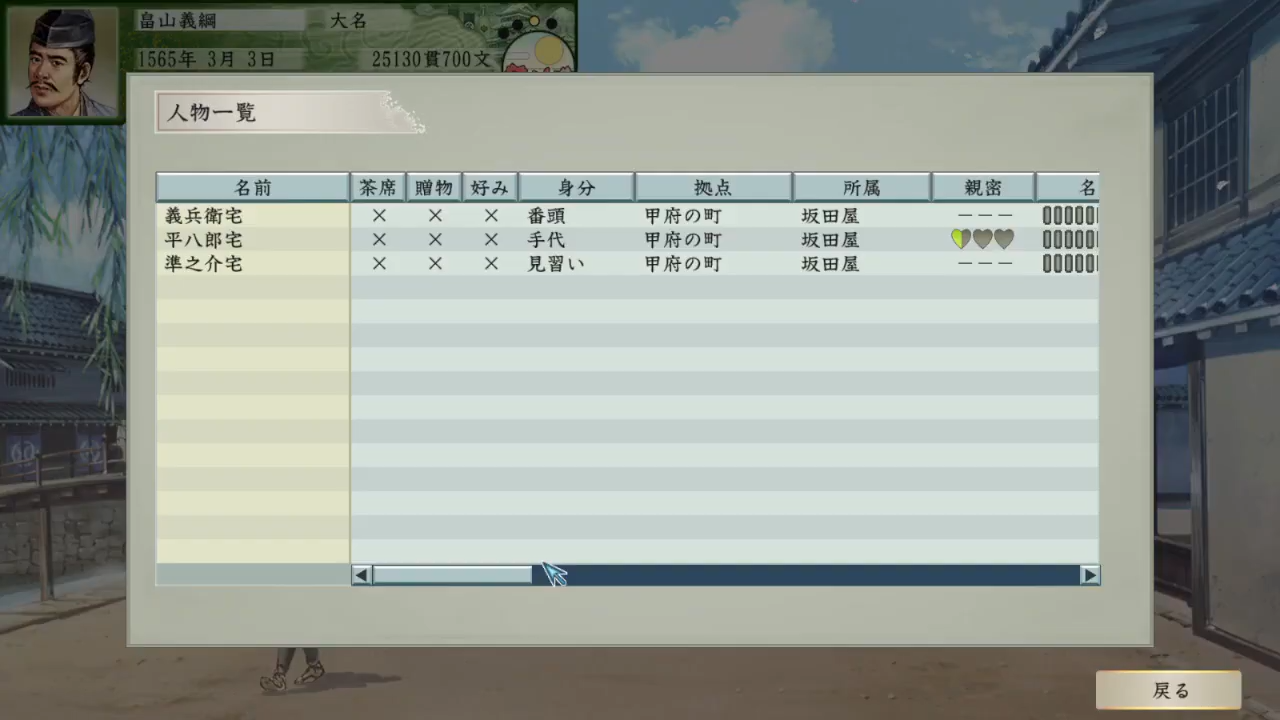 畠山義綱 大名
1565年 3月 3日 25130貫700文
人物一覧
名前 茶席 贈物 好み 身分 拠点 所属 親密 名
義兵衛宅 × × × 番頭 甲府の町 坂田屋 －－－
平八郎宅 × × × 手代 甲府の町 坂田屋
準之介宅 × × × 見習い 甲府の町 坂田屋 －－－
戻る